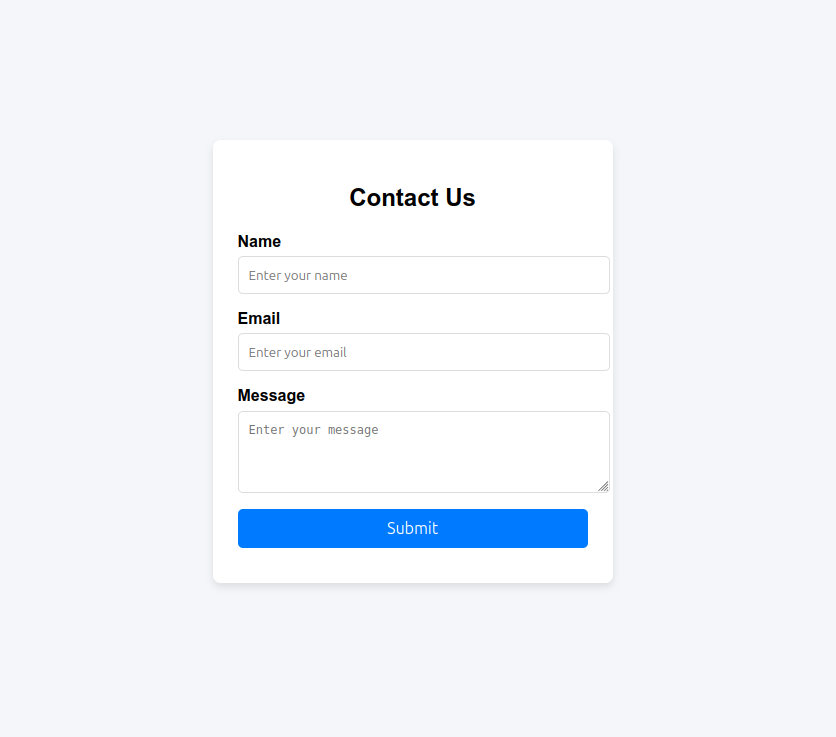 Contact Us
Name
Enter your name
Email
Enter your email
Message
Enter your message
Submit